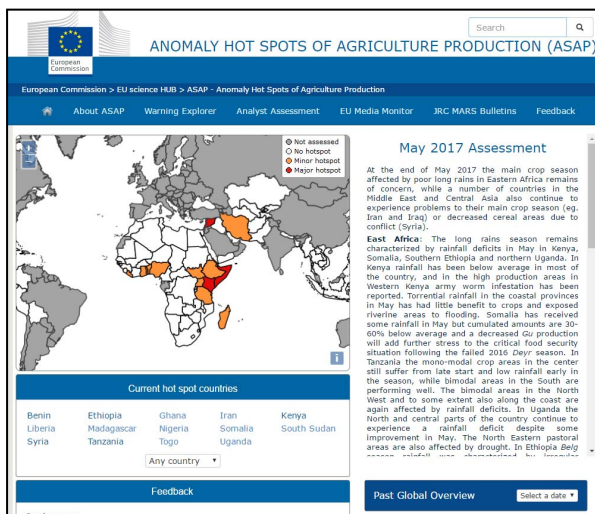 Search
European
Commission
ANOMALY HOT SPOTS OF AGRICULTURE PRODUCTION (ASAP)
European Commission > EU science HUB > ASAP - Anomaly Hot Spots of Agriculture Production
About ASAP Warning Explorer Analyst Assessment EU Media Monitor JRC MARS Bulletins Feedback
+
−
Not assessed
No hotspot
Minor hotspot
Major hotspot
i
Current hot spot countries
Benin Ethiopia Ghana Iran Kenya
Liberia Madagascar Nigeria Somalia South Sudan
Syria Tanzania Togo Uganda
Any country
Feedback
May 2017 Assessment
At the end of May 2017 the main crop season
affected by poor long rains in Eastern Africa remains
of concern, while a number of countries in the
Middle East and Central Asia also continue to
experience problems to their main crop season (eg.
Iran and Iraq) or decreased cereal areas due to
conflict (Syria).
East Africa: The long rains season remains
characterized by rainfall deficits in May in Kenya,
Somalia, Southern Ethiopia and northern Uganda. In
Kenya rainfall has been below average in most of
the country, and in the high production areas in
Western Kenya army worm infestation has been
reported. Torrential rainfall in the coastal provinces
in May has had little benefit to crops and exposed
riverine areas to flooding. Somalia has received
some rainfall in May but cumulated amounts are 30-
60% below average and a decreased Gu production
will add further stress to the critical food security
situation following the failed 2016 Deyr season. In
Tanzania the mono-modal crop areas in the center
still suffer from late start and low rainfall early in
the season, while bimodal areas in the South are
performing well. The bimodal areas in the North
West and to some extent also along the coast are
again affected by rainfall deficits. In Uganda the
North and central parts of the country continue to
experience a rainfall deficit despite some
improvement in May. The North Eastern pastoral
areas are also affected by drought. In Ethiopia Belg
season rainfall was characterized by irregular
Past Global Overview
Select a date